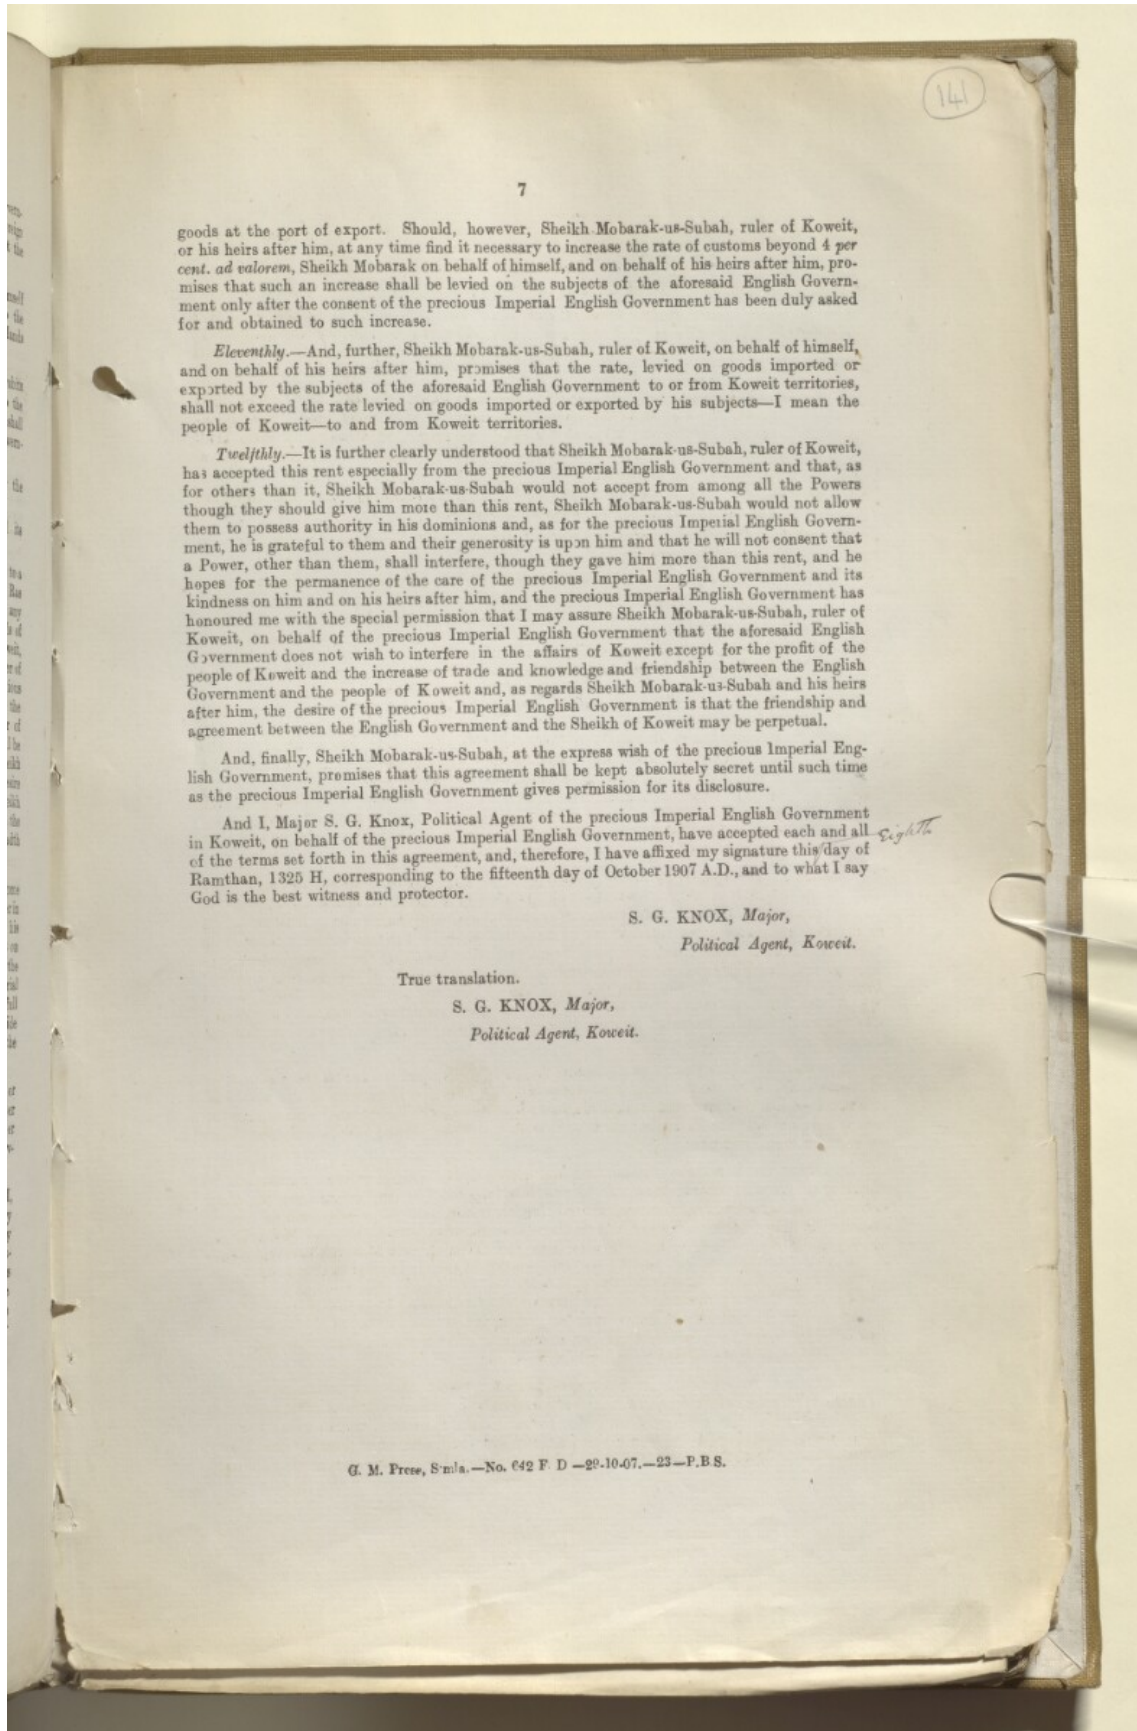 141
7
goods at the port of export. Should, however, Sheikh Mobarak-us-Subah, ruler of Koweit,
or his heirs after him, at any time find it necessary to increase the rate of customs beyond 4 per
cent. ad valorem, Sheikh Mobarak on behalf of himself, and on behalf of his heirs after him, pro-
mises that such an increase shall be levied on the subjects of the aforesaid English Govern-
ment only after the consent of the precious Imperial English Government has been duly asked
for and obtained to such increase.
Eleventhly.—And, further, Sheikh Mobarak-us-Subah, ruler of Koweit, on behalf of himself,
and on behalf of his heirs after him, promises that the rate, levied on goods imported or
exported by the subjects of the aforesaid English Government to or from Koweit territories,
shall not exceed the rate levied on goods imported or exported by his subjects—I mean the
people of Koweit—to and from Koweit territories.
Twelfthly.—It is further clearly understood that Sheikh Mobarak-us-Subah, ruler of Koweit,
has accepted this rent especially from the precious Imperial English Government and that, as
for others than it, Sheikh Mobarak-us-Subah would not accept from among all the Powers
though they should give him more than this rent, Sheikh Mobarak-us-Subah would not allow
them to possess authority in his dominions and, as for the precious Imperial English Govern-
ment, he is grateful to them and their generosity is upon him and that he will not consent that
a Power, other than them, shall interfere, though they gave him more than this rent, and he
hopes for the permanence of the care of the precious Imperial English Government and its
kindness on him and on his heirs after him, and the precious Imperial English Government has
honoured me with the special permission that I may assure Sheikh Mobarak-us-Subah, ruler of
Koweit, on behalf of the precious Imperial English Government that the aforesaid English
Government does not wish to interfere in the affairs of Koweit except for the profit of the
people of Koweit and the increase of trade and knowledge and friendship between the English
Government and the people of Koweit and, as regards Sheikh Mobarak-us-Subah and his heirs
after him, the desire of the precious Imperial English Government is that the friendship and
agreement between the English Government and the Sheikh of Koweit may be perpetual.
And, finally, Sheikh Mobarak-us-Subah, at the express wish of the precious Imperial Eng-
lish Government, promises that this agreement shall be kept absolutely secret until such time
as the precious Imperial English Government gives permission for its disclosure.
And I, Major S. G. Knox, Political Agent of the precious Imperial English Government
in Koweit, on behalf of the precious Imperial English Government, have accepted each and all
Eighth
of the terms set forth in this agreement, and, therefore, I have affixed my signature this day of
Ramthan, 1325 H, corresponding to the fifteenth day of October 1907 A.D., and to what I say
God is the best witness and protector.
S. G. KNOX, Major,
Political Agent, Koweit.
True translation.
S. G. KNOX, Major,
Political Agent, Koweit.
G. M. Press, Simla.—No. 642 F. D.—29-10-07.—23—P.B.S.